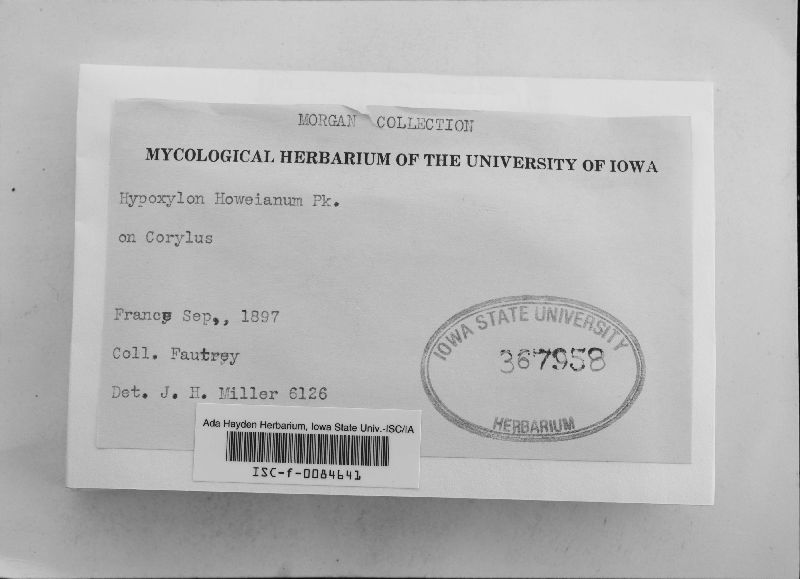 MORGAN COLLECTION
MYCOLOGICAL HERBARIUM OF THE UNIVERSITY OF IOWA
Hypoxylon Howeianum Pk.
on Corylus
France Sep,, 1897
Coll. Fautrey
Det. J. H. Miller 6126
IOWA STATE UNIVERSITY
367958
HERBARIUM
Ada Hayden Herbarium, Iowa State Univ.-ISC/IA
ISC-f-0084641